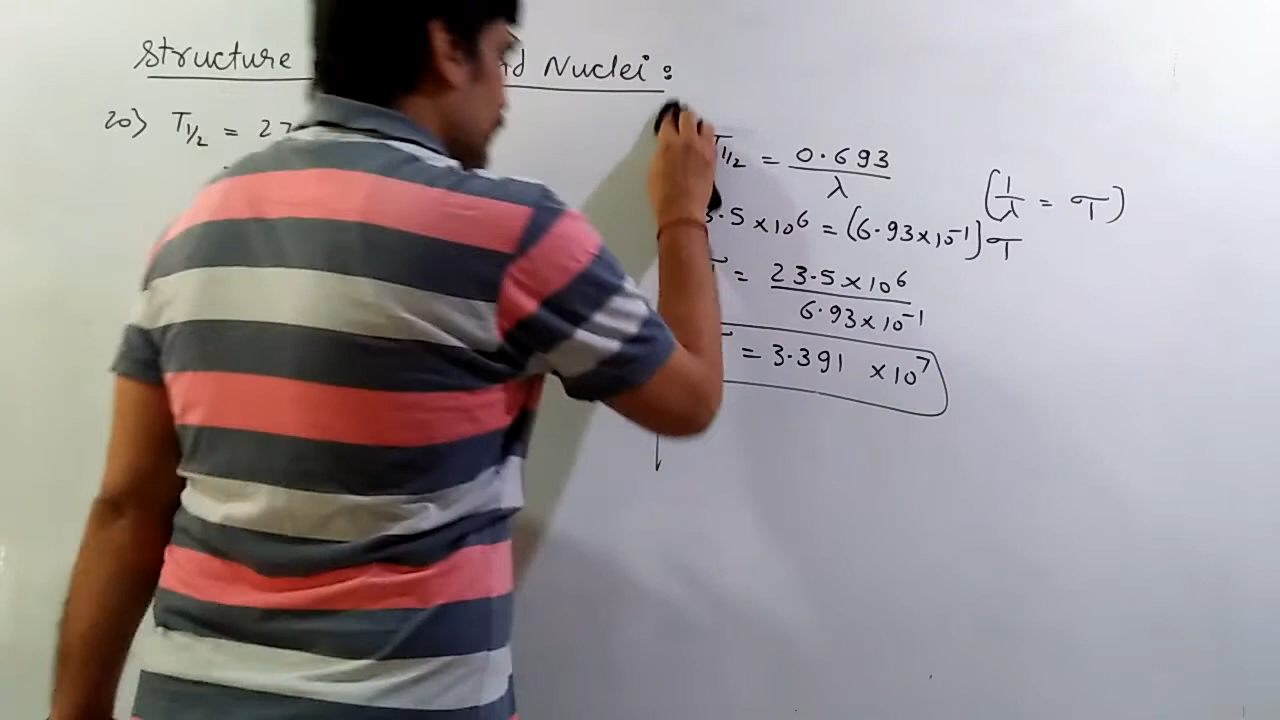 Structure nd Nuclei :
20) T1/2 = 27
T1/2 = 0.693/λ
(1/λ = τ)
3.5 × 10⁶ = (6.93×10⁻¹) τ
τ = 23.5 × 10⁶ / 6.93 × 10⁻¹
τ = 3.391 × 10⁷